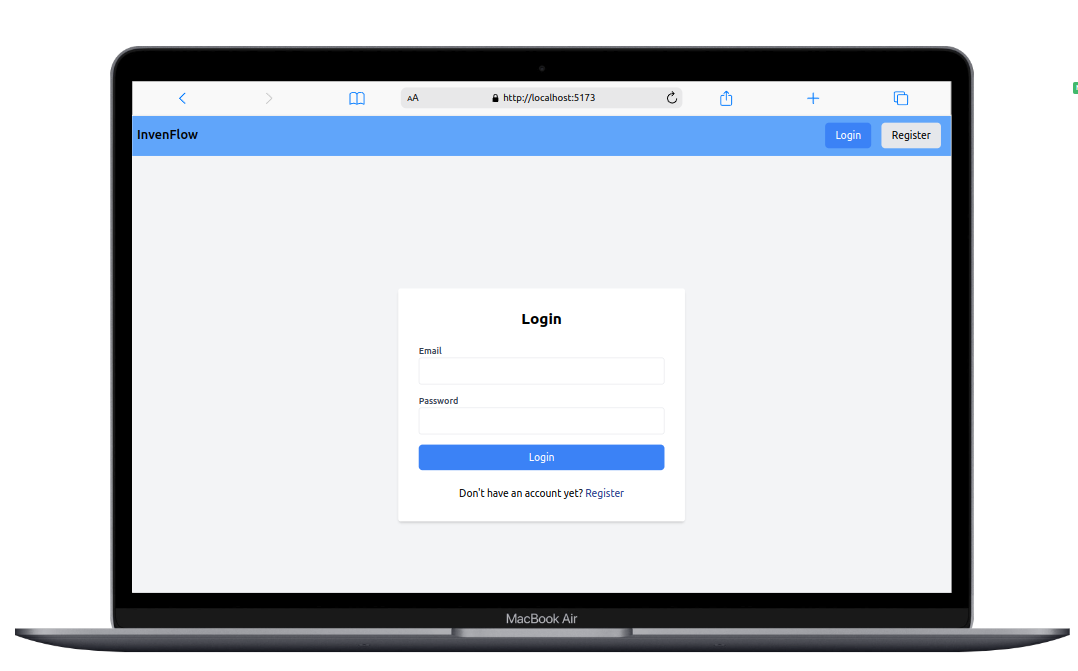 AA http://localhost:5173
InvenFlow Login Register
Login
Email
Password
Login
Don't have an account yet? Register
MacBook Air